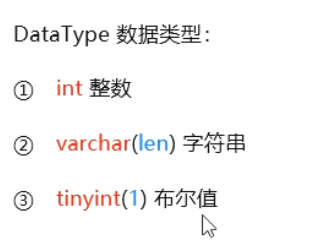 DataType 数据类型：
① int 整数
② varchar(len) 字符串
③ tinyint(1) 布尔值